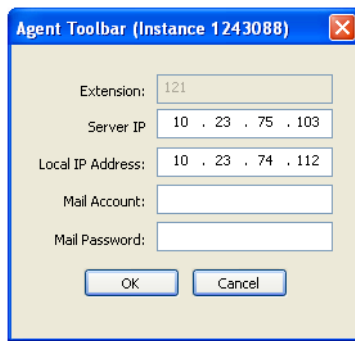 Agent Toolbar (Instance 1243088)
Extension: 121
Server IP 10 . 23 . 75 . 103
Local IP Address: 10 . 23 . 74 . 112
Mail Account:
Mail Password:
OK Cancel